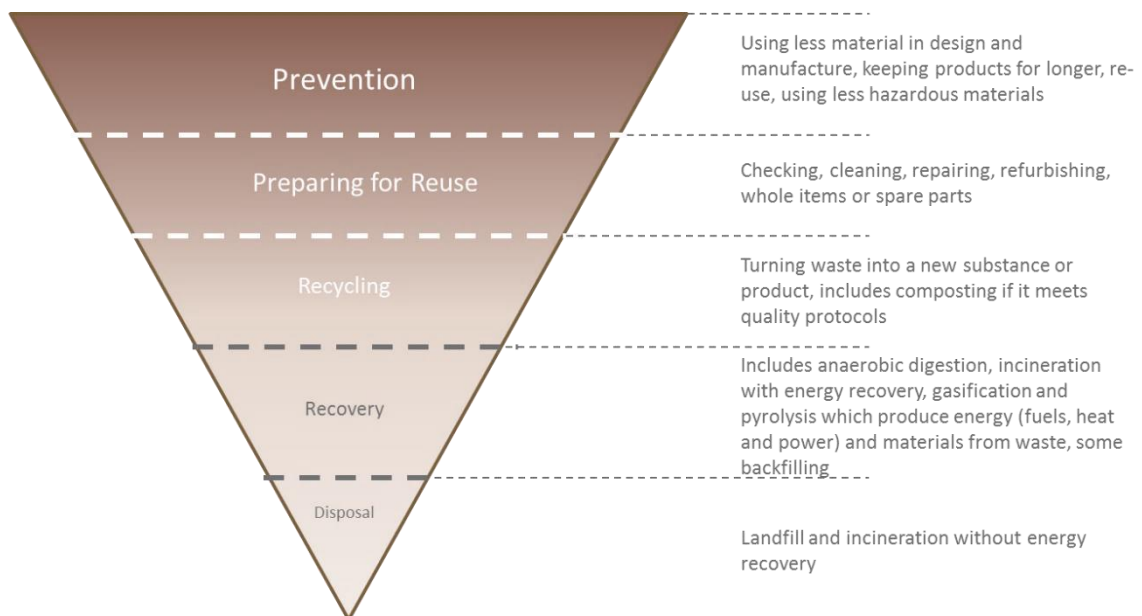 Prevention
Using less material in design and
manufacture, keeping products for longer, re-
use, using less hazardous materials
Preparing for Reuse
Checking, cleaning, repairing, refurbishing,
whole items or spare parts
Recycling
Turning waste into a new substance or
product, includes composting if it meets
quality protocols
Recovery
Includes anaerobic digestion, incineration
with energy recovery, gasification and
pyrolysis which produce energy (fuels, heat
and power) and materials from waste, some
backfilling
Disposal
Landfill and incineration without energy
recovery